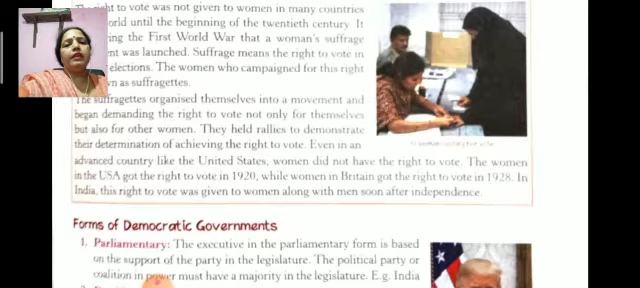 right to vote was not given to women in many countries
orld until the beginning of the twentieth century. It
ring the First World War that a woman's suffrage
ent was launched. Suffrage means the right to vote in
elections. The women who campaigned for this right
wn as suffragettes.
The suffragettes organised themselves into a movement and
began demanding the right to vote not only for themselves
but also for other women. They held rallies to demonstrate
their determination of achieving the right to vote. Even in an
advanced country like the United States, women did not have the right to vote. The women
in the USA got the right to vote in 1920, while women in Britain got the right to vote in 1928. In
India, this right to vote was given to women along with men soon after independence.
Forms of Democratic Governments
1. Parliamentary: The executive in the parliamentary form is based
on the support of the party in the legislature. The political party or
coalition in power must have a majority in the legislature. E.g. India